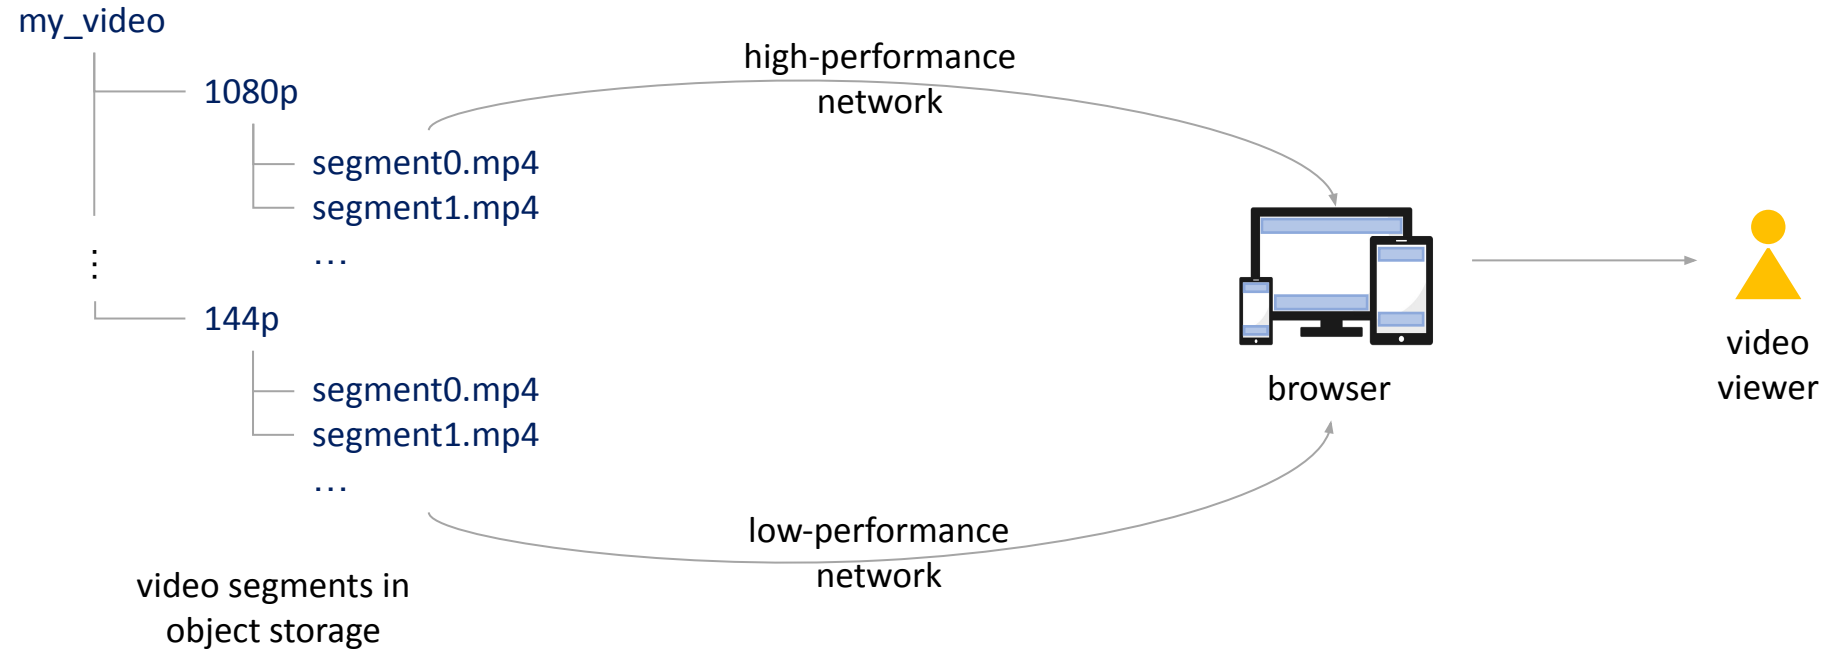 my_video
1080p
segment0.mp4
segment1.mp4
...
⋮
144p
segment0.mp4
segment1.mp4
...
video segments in
object storage
high-performance
network
low-performance
network
browser
video
viewer